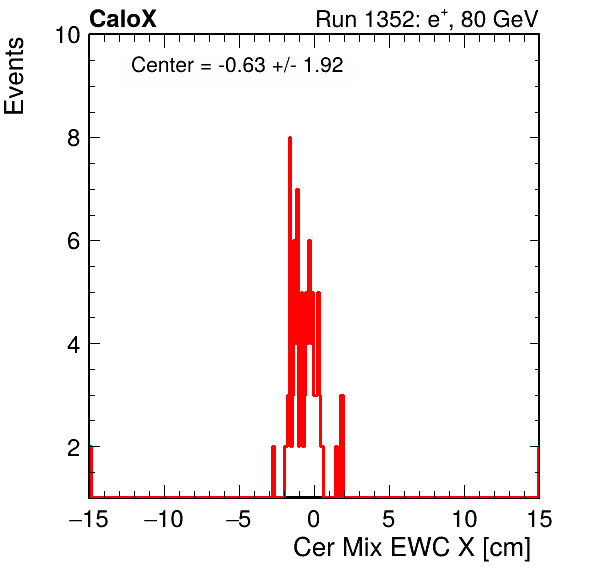 CaloX Run 1352: e+, 80 GeV
Center = -0.63 +/- 1.92
Events
10
8
6
4
2
−15 −10 −5 0 5 10 15
Cer Mix EWC X [cm]